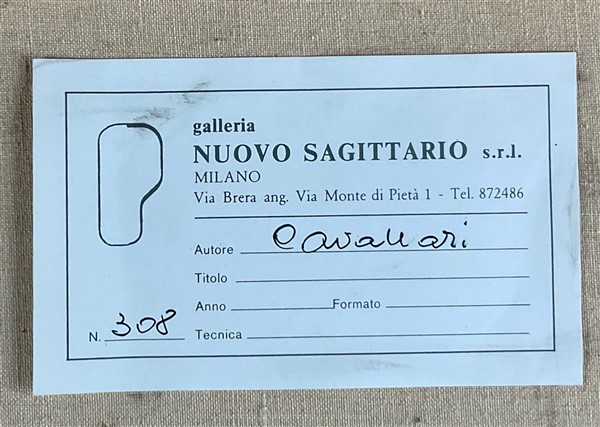 galleria
NUOVO SAGITTARIO s.r.l.
MILANO
Via Brera ang. Via Monte di Pietà 1 - Tel. 872486
Autore Cavallari
Titolo
Anno Formato
N. 308 Tecnica